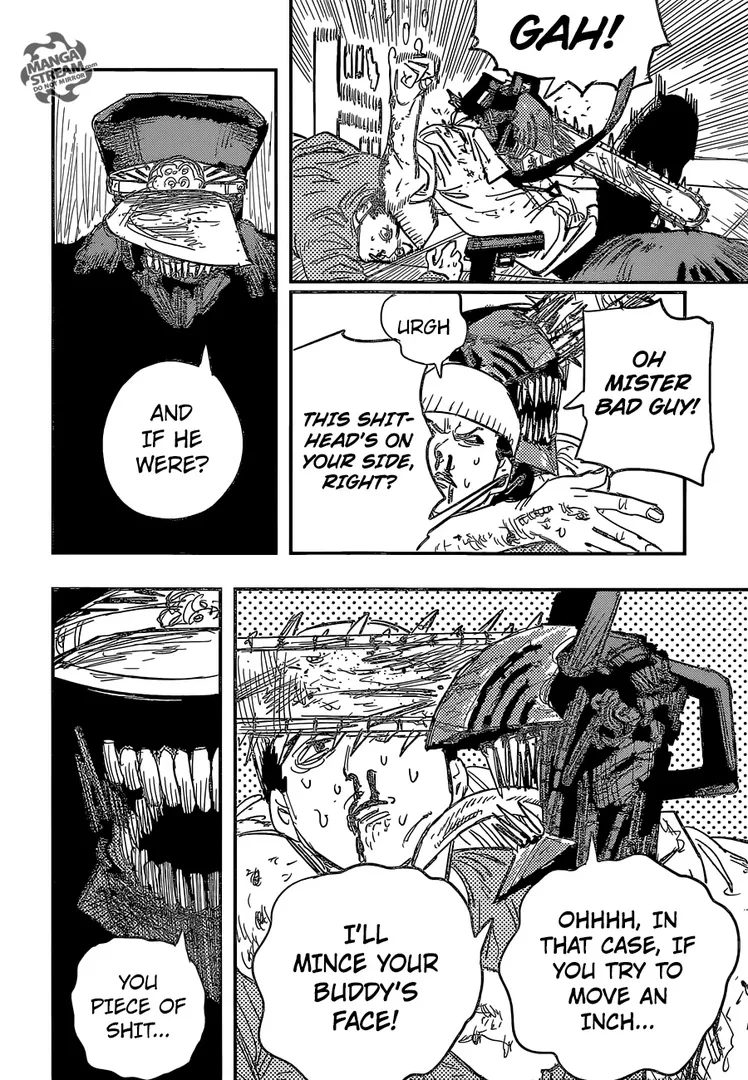 MANGA
STREAM.com
DO NOT MIRROR!
GAH!
OH
MISTER
BAD GUY!
URGH
THIS SHIT-
HEAD'S ON
YOUR SIDE,
RIGHT?
AND
IF HE
WERE?
OHHHH, IN
THAT CASE, IF
YOU TRY TO
MOVE AN
INCH...
I'LL
MINCE YOUR
BUDDY'S
FACE!
YOU
PIECE OF
SHIT...